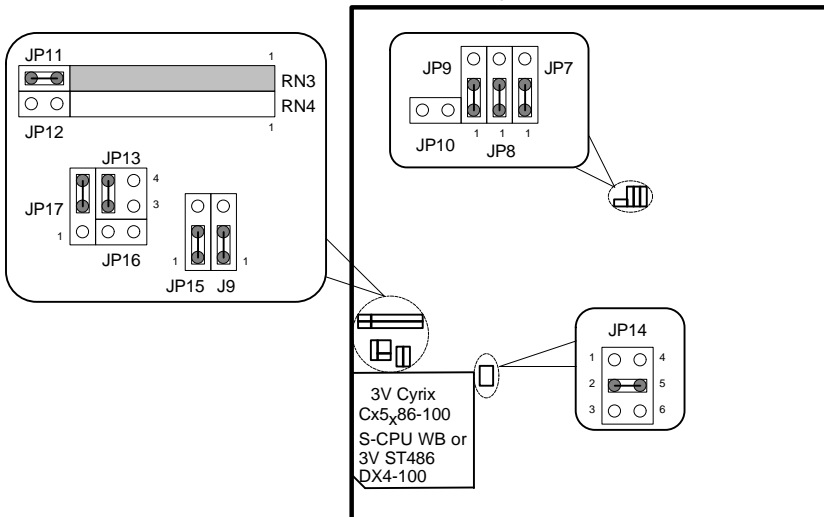 JP11
1
RN3
RN4
JP12
1
JP13
JP17
4
3
1
JP16
1
1
JP15 J9
JP9
JP7
JP10
1 1 1
JP8
JP14
1
4
2
5
3
6
3V Cyrix
Cx5x86-100
S-CPU WB or
3V ST486
DX4-100